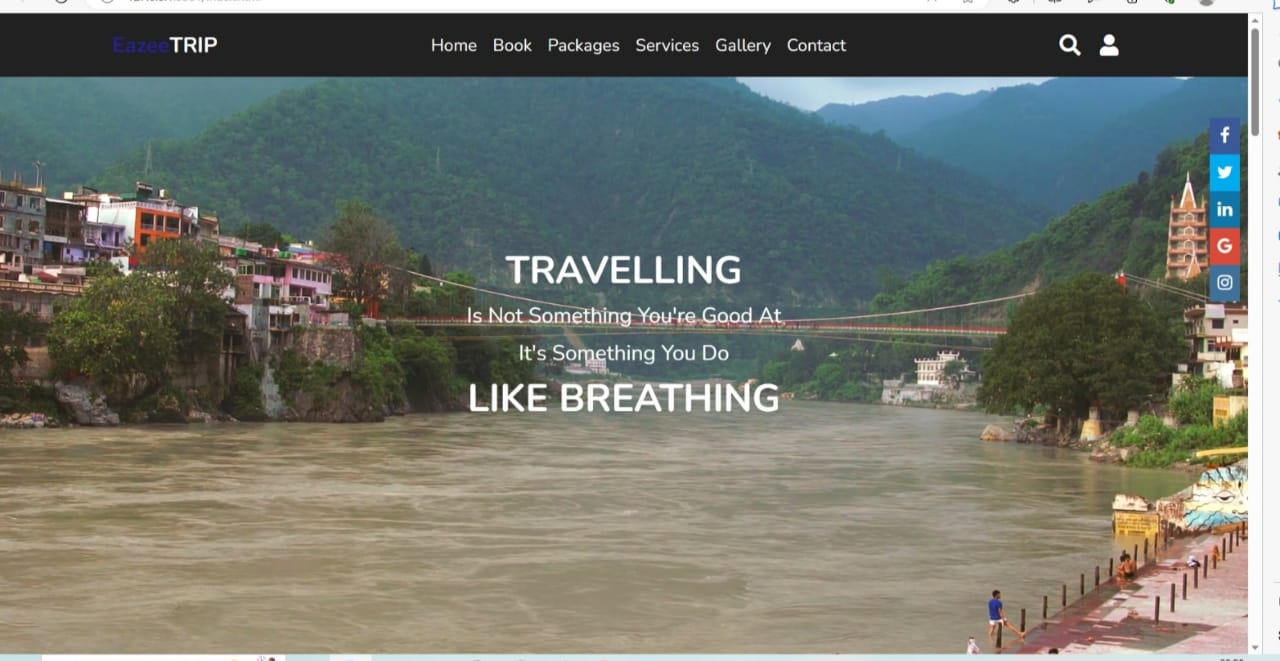 EazeeTRIP
Home Book Packages Services Gallery Contact
TRAVELLING
Is Not Something You're Good At
It's Something You Do
LIKE BREATHING